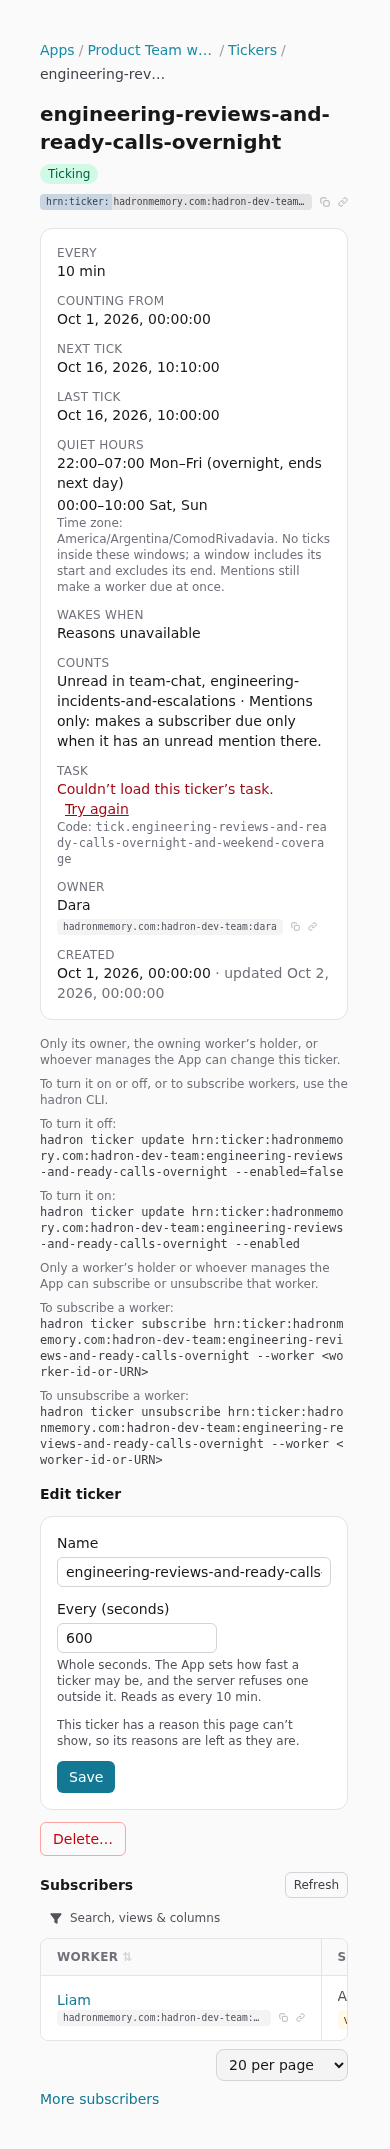 Apps / Product Team w… / Tickers /
engineering-rev…
engineering-reviews-and-
ready-calls-overnight
Ticking
hrn:ticker: hadronmemory.com:hadron-dev-team…
EVERY
10 min
COUNTING FROM
Oct 1, 2026, 00:00:00
NEXT TICK
Oct 16, 2026, 10:10:00
LAST TICK
Oct 16, 2026, 10:00:00
QUIET HOURS
22:00–07:00 Mon–Fri (overnight, ends
next day)
00:00–10:00 Sat, Sun
Time zone:
America/Argentina/ComodRivadavia. No ticks
inside these windows; a window includes its
start and excludes its end. Mentions still
make a worker due at once.
WAKES WHEN
Reasons unavailable
COUNTS
Unread in team-chat, engineering-
incidents-and-escalations · Mentions
only: makes a subscriber due only
when it has an unread mention there.
TASK
Couldn’t load this ticker’s task.
Try again
Code: tick.engineering-reviews-and-rea
dy-calls-overnight-and-weekend-covera
ge
OWNER
Dara
hadronmemory.com:hadron-dev-team:dara
CREATED
Oct 1, 2026, 00:00:00 · updated Oct 2,
2026, 00:00:00
Only its owner, the owning worker’s holder, or
whoever manages the App can change this ticker.
To turn it on or off, or to subscribe workers, use the
hadron CLI.
To turn it off:
hadron ticker update hrn:ticker:hadronmemo
ry.com:hadron-dev-team:engineering-reviews
-and-ready-calls-overnight --enabled=false
To turn it on:
hadron ticker update hrn:ticker:hadronmemo
ry.com:hadron-dev-team:engineering-reviews
-and-ready-calls-overnight --enabled
Only a worker’s holder or whoever manages the
App can subscribe or unsubscribe that worker.
To subscribe a worker:
hadron ticker subscribe hrn:ticker:hadronm
emory.com:hadron-dev-team:engineering-revi
ews-and-ready-calls-overnight --worker <wo
rker-id-or-URN>
To unsubscribe a worker:
hadron ticker unsubscribe hrn:ticker:hadro
nmemory.com:hadron-dev-team:engineering-re
views-and-ready-calls-overnight --worker <
worker-id-or-URN>
Edit ticker
Name
engineering-reviews-and-ready-calls-
Every (seconds)
600
Whole seconds. The App sets how fast a
ticker may be, and the server refuses one
outside it. Reads as every 10 min.
This ticker has a reason this page can’t
show, so its reasons are left as they are.
Save
Delete…
Subscribers
Refresh
Search, views & columns
WORKER
Liam
hadronmemory.com:hadron-dev-team:…
20 per page
More subscribers